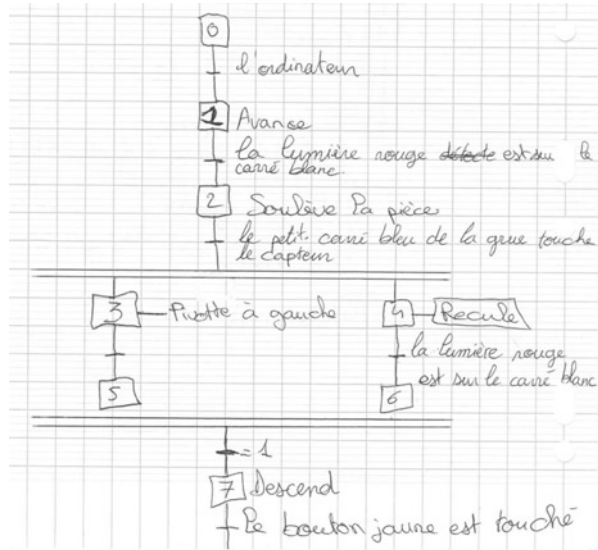 0
l'ordinateur
1 Avance
la lumière rouge détecte est sur le
carré blanc.
2 Soulève la pièce
le petit carré bleu de la grue touche
le capteur
3 Pivotte à gauche
4 Recule
la lumière rouge
est sur le carré blanc
5
6
= 1
7 Descend
le bouton jaune est touché